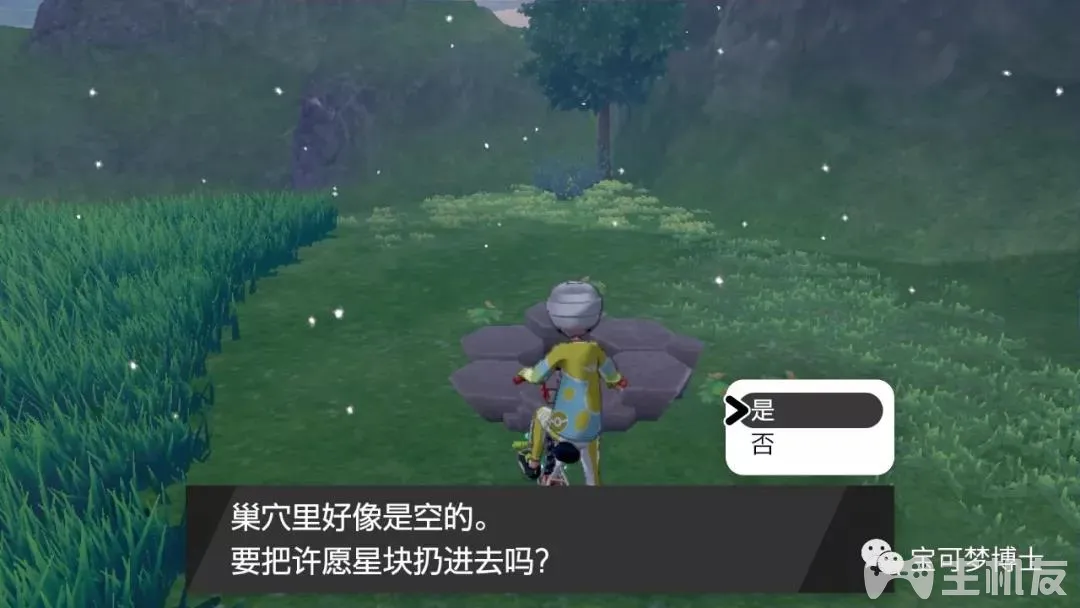 是
否
巢穴里好像是空的。
要把许愿星块扔进去吗?
宝可梦博士
主机友